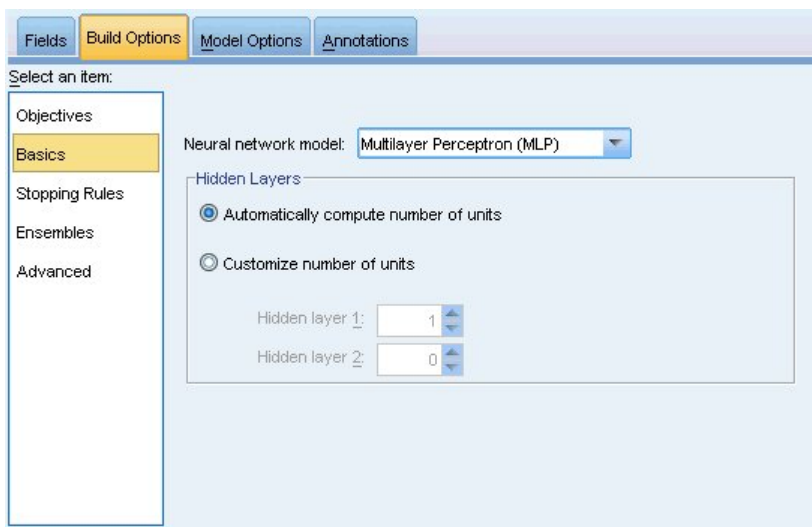 Fields Build Options Model Options Annotations
Select an item:
Objectives
Basics
Stopping Rules
Ensembles
Advanced
Neural network model: Multilayer Perceptron (MLP)
Hidden Layers
Automatically compute number of units
Customize number of units
Hidden layer 1: 1
Hidden layer 2: 0